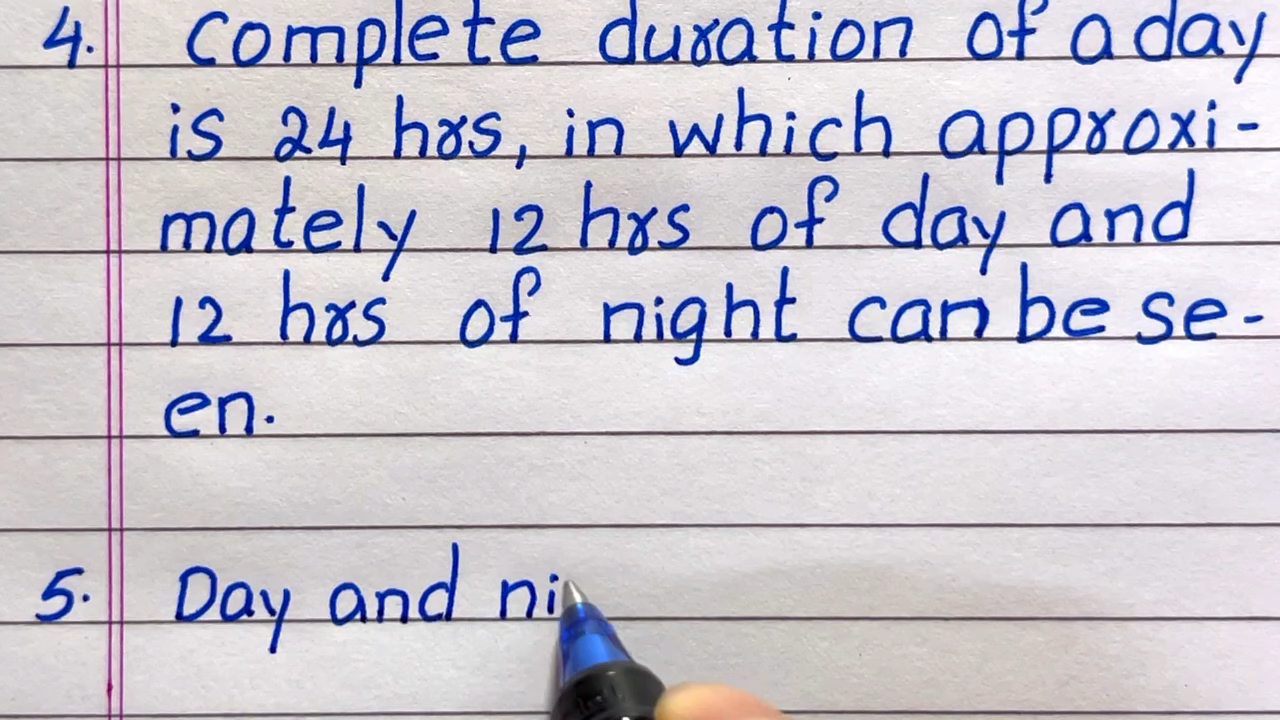 4. Complete duration of a day
is 24 hrs, in which approxi-
mately 12 hrs of day and
12 hrs of night can be se-
en.
5. Day and ni